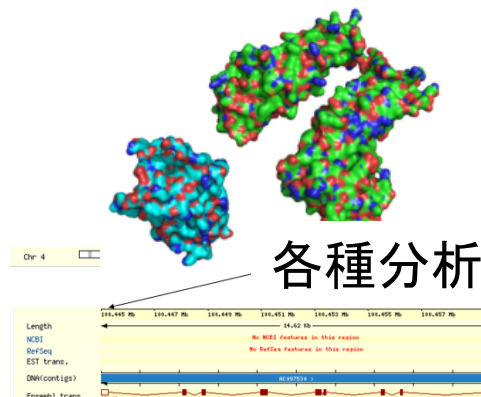 Chr 4
各種分析
100.445 Mb 100.447 Mb 100.449 Mb 100.451 Mb 100.453 Mb 100.455 Mb 100.457 Mb
Length 14.62 Kb
NCBI No NCBI features in this region
RefSeq No RefSeq features in this region
EST trans.
DNA(contigs)
Ensembl trans